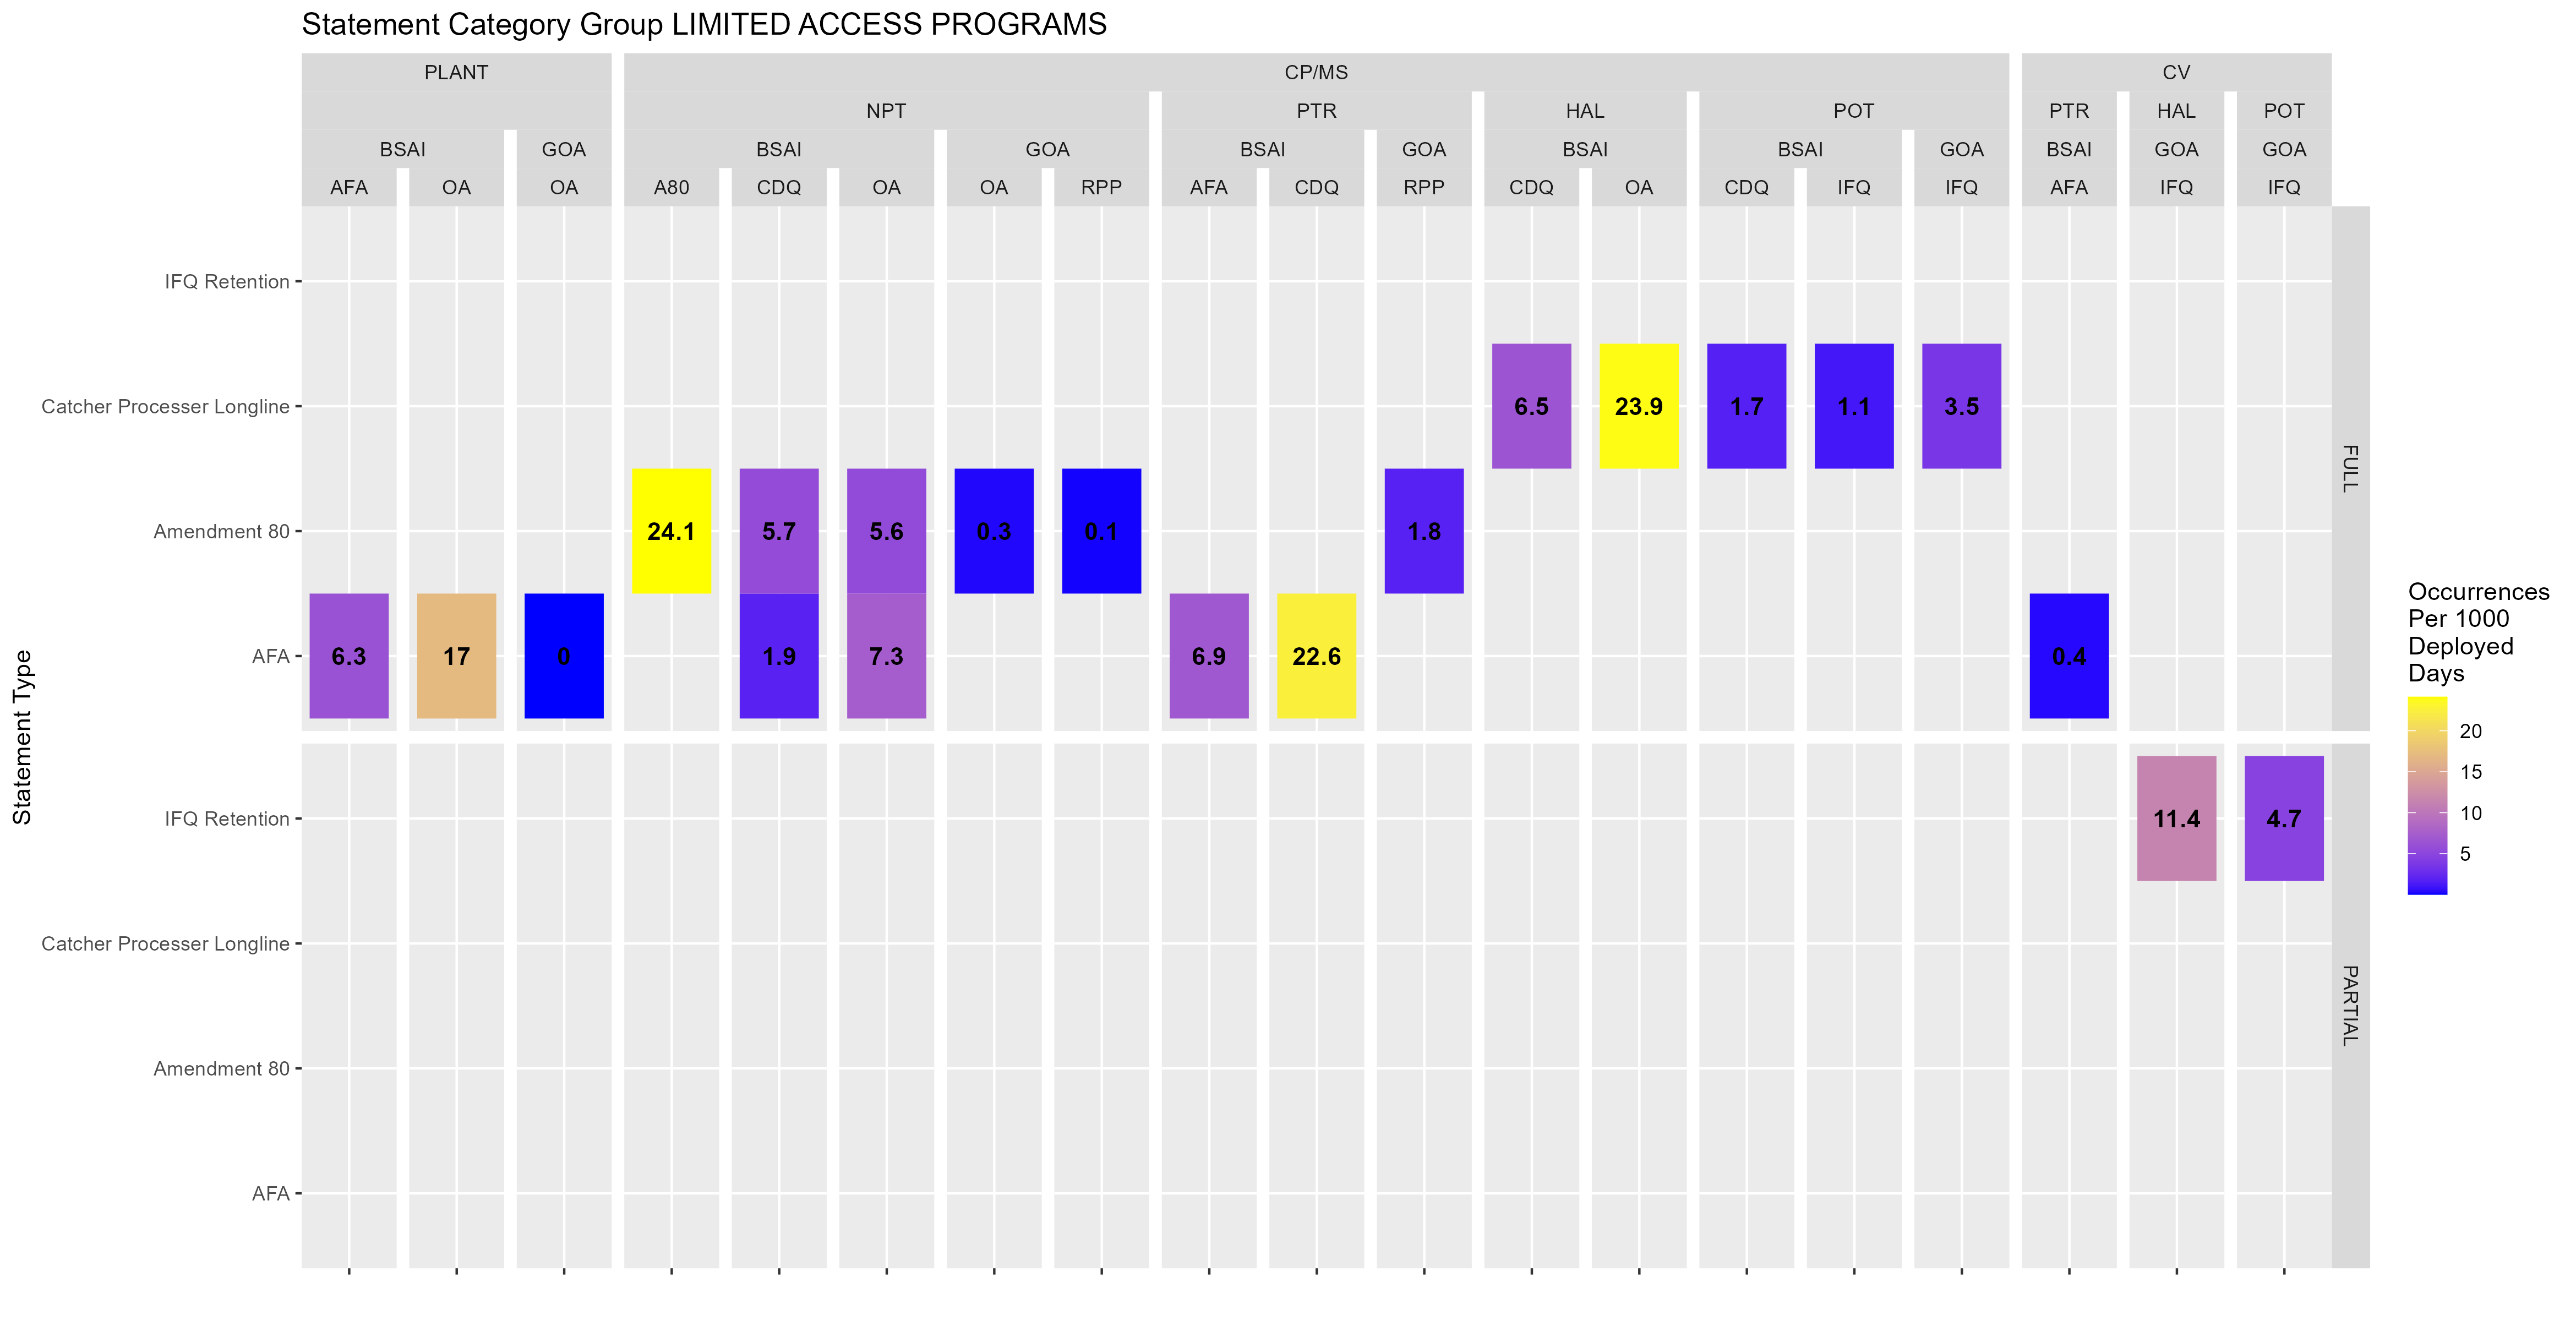 Statement Category Group LIMITED ACCESS PROGRAMS
PLANT CP/MS CV
NPT PTR HAL POT PTR HAL POT
BSAI GOA BSAI GOA BSAI GOA BSAI BSAI GOA BSAI GOA GOA
AFA OA OA A80 CDQ OA OA RPP AFA CDQ RPP CDQ OA CDQ IFQ IFQ AFA IFQ IFQ
Statement Type
FULL
IFQ Retention
Catcher Processer Longline 6.5 23.9 1.7 1.1 3.5
Amendment 80 24.1 5.7 5.6 0.3 0.1 1.8
AFA 6.3 17 0 1.9 7.3 6.9 22.6 0.4
PARTIAL
IFQ Retention 11.4 4.7
Catcher Processer Longline
Amendment 80
AFA
Occurrences
Per 1000
Deployed
Days
20
15
10
5